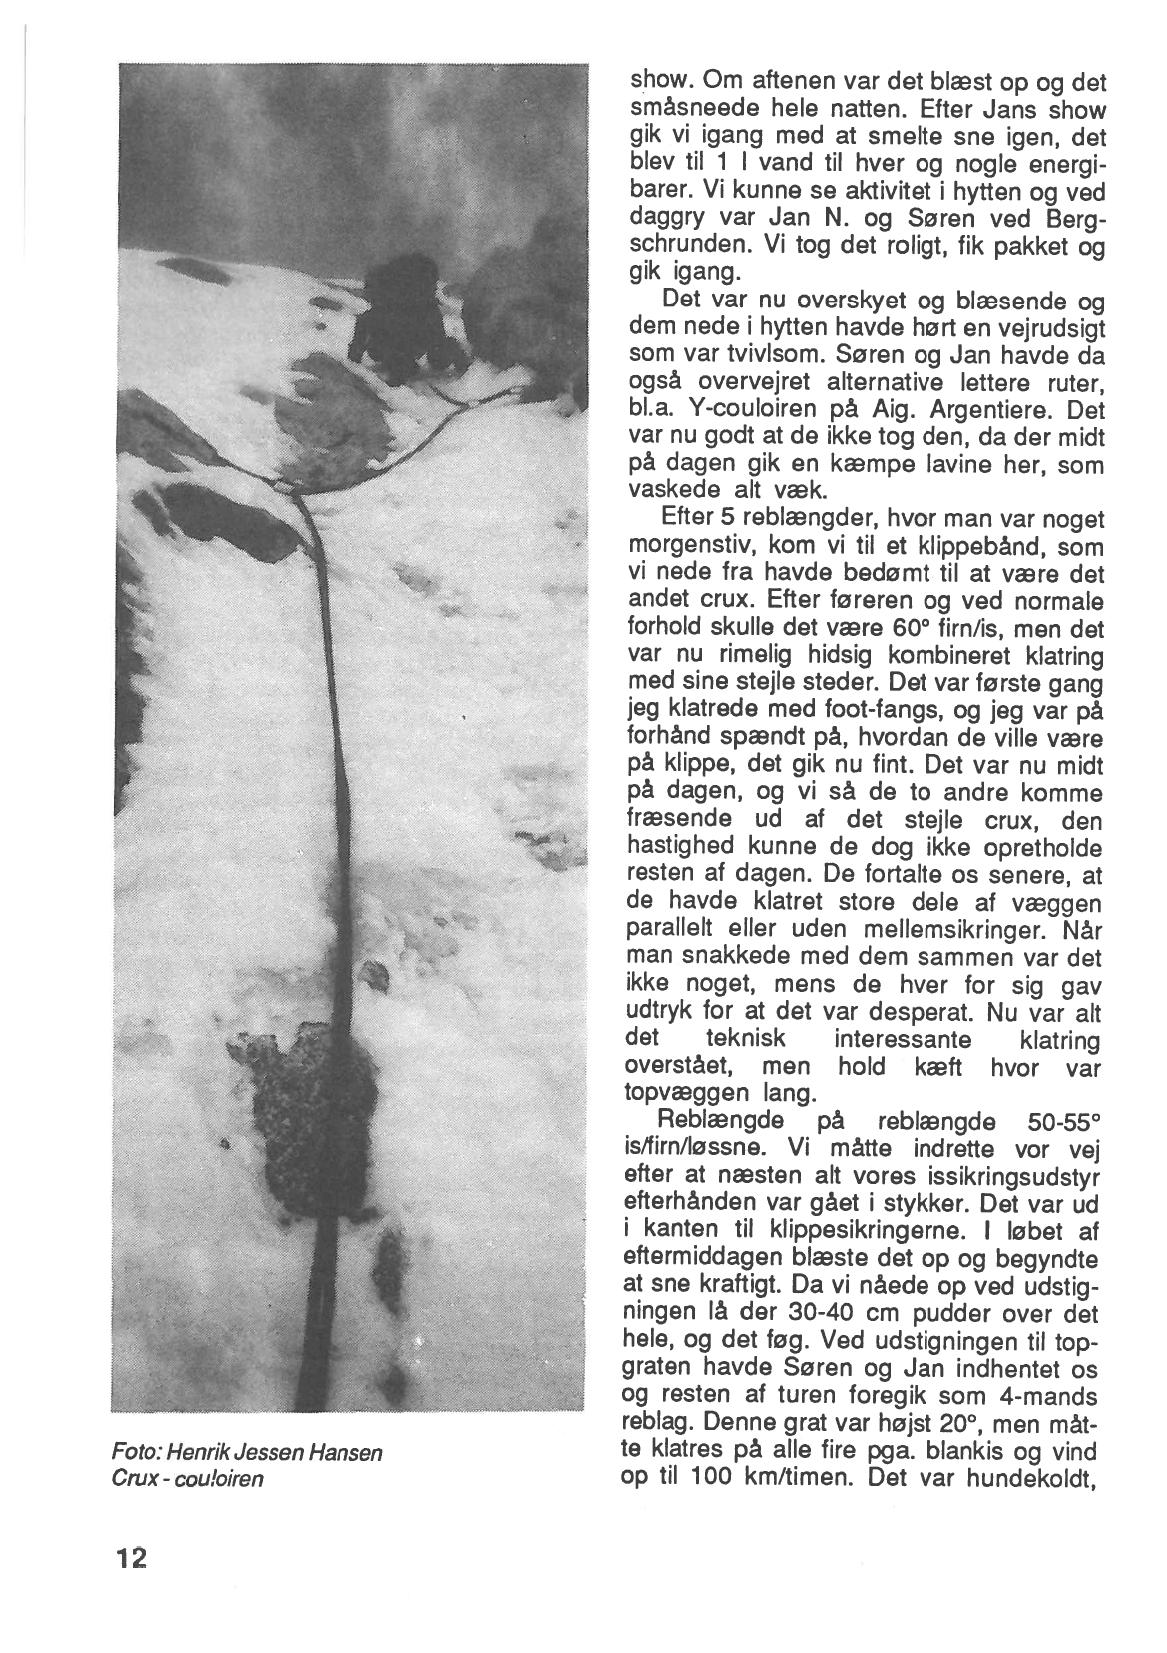 show. Om aftenen var det blæst op og det
småsneede hele natten. Efter Jans show
gik vi igang med at smelte sne igen, det
blev til 1 l vand til hver og nogle energi-
barer. Vi kunne se aktivitet i hytten og ved
daggry var Jan N. og Søren ved Berg-
schrunden. Vi tog det roligt, fik pakket og
gik igang.
Det var nu overskyet og blæsende og
dem nede i hytten havde hørt en vejrudsigt
som var tvivlsom. Søren og Jan havde da
også overvejret alternative lettere ruter,
bl.a. Y-couloiren på Aig. Argentiere. Det
var nu godt at de ikke tog den, da der midt
på dagen gik en kæmpe lavine her, som
vaskede alt væk.
Efter 5 reblængder, hvor man var noget
morgenstiv, kom vi til et klippebånd, som
vi nede fra havde bedømt til at være det
andet crux. Efter føreren og ved normale
forhold skulle det være 60° firn/is, men det
var nu rimelig hidsig kombineret klatring
med sine stejle steder. Det var første gang
jeg klatrede med foot-fangs, og jeg var på
forhånd spændt på, hvordan de ville være
på klippe, det gik nu fint. Det var nu midt
på dagen, og vi så de to andre komme
fræsende ud af det stejle crux, den
hastighed kunne de dog ikke opretholde
resten af dagen. De fortalte os senere, at
de havde klatret store dele af væggen
parallelt eller uden mellemsikringer. Når
man snakkede med dem sammen var det
ikke noget, mens de hver for sig gav
udtryk for at det var desperat. Nu var alt
det teknisk interessante klatring
overstået, men hold kæft hvor var
topvæggen lang.
Reblængde på reblængde 50-55°
is/firn/løssne. Vi måtte indrette vor vej
efter at næsten alt vores issikringsudstyr
efterhånden var gået i stykker. Det var ud
i kanten til klippesikringerne. I løbet af
eftermiddagen blæste det op og begyndte
at sne kraftigt. Da vi nåede op ved udstig-
ningen lå der 30-40 cm pudder over det
hele, og det føg. Ved udstigningen til top-
graten havde Søren og Jan indhentet os
og resten af turen foregik som 4-mands
reblag. Denne grat var højst 20°, men måt-
te klatres på alle fire pga. blankis og vind
op til 100 km/timen. Det var hundekoldt,
Foto: Henrik Jessen Hansen
Crux - couloiren
12